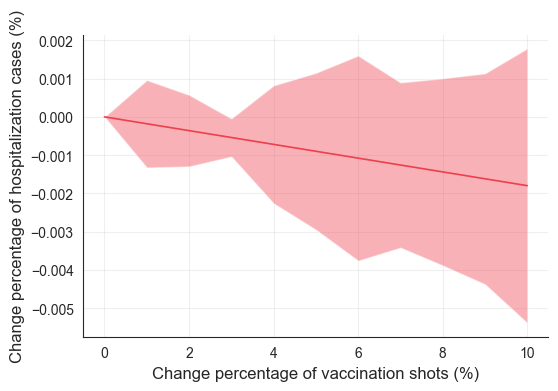 Change percentage of hospitalization cases (%)
0.002
0.001
0.000
−0.001
−0.002
−0.003
−0.004
−0.005
0 2 4 6 8 10
Change percentage of vaccination shots (%)